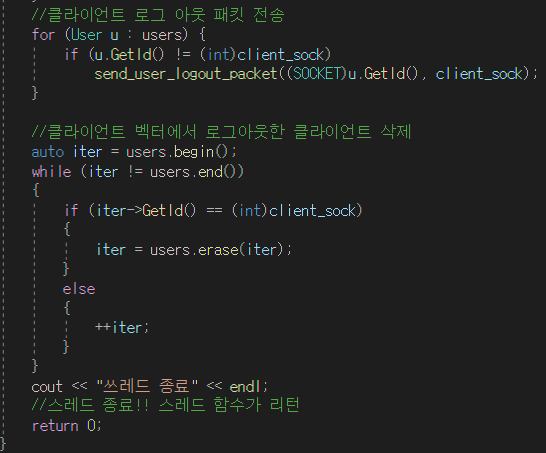 //클라이언트 로그 아웃 패킷 전송
for (User u : users) {
if (u.GetId() != (int)client_sock)
send_user_logout_packet((SOCKET)u.GetId(), client_sock);
}
//클라이언트 벡터에서 로그아웃한 클라이언트 삭제
auto iter = users.begin();
while (iter != users.end())
{
if (iter->GetId() == (int)client_sock)
{
iter = users.erase(iter);
}
else
{
++iter;
}
}
cout << "쓰레드 종료" << endl;
//스레드 종료!! 스레드 함수가 리턴
return 0;
}